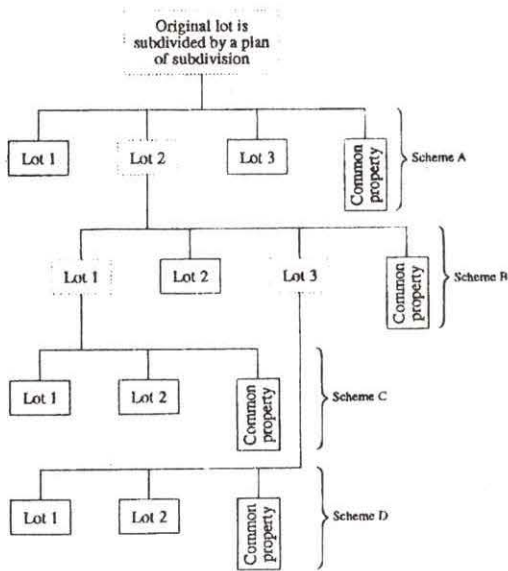 Original lot is
subdivided by a plan
of subdivision
Lot 1
Lot 2
Lot 3
Common
property
Scheme A
Lot 1
Lot 2
Lot 3
Common
property
Scheme B
Lot 1
Lot 2
Common
property
Scheme C
Lot 1
Lot 2
Common
property
Scheme D